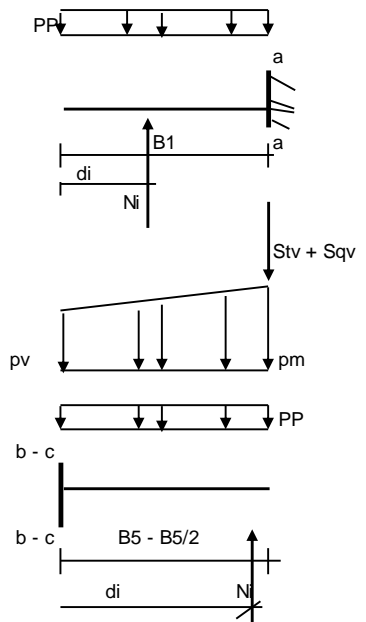 PP
a
B1
a
di
Ni
Stv + Sqv
pv
pm
PP
b - c
b - c
B5 - B5/2
di
Ni